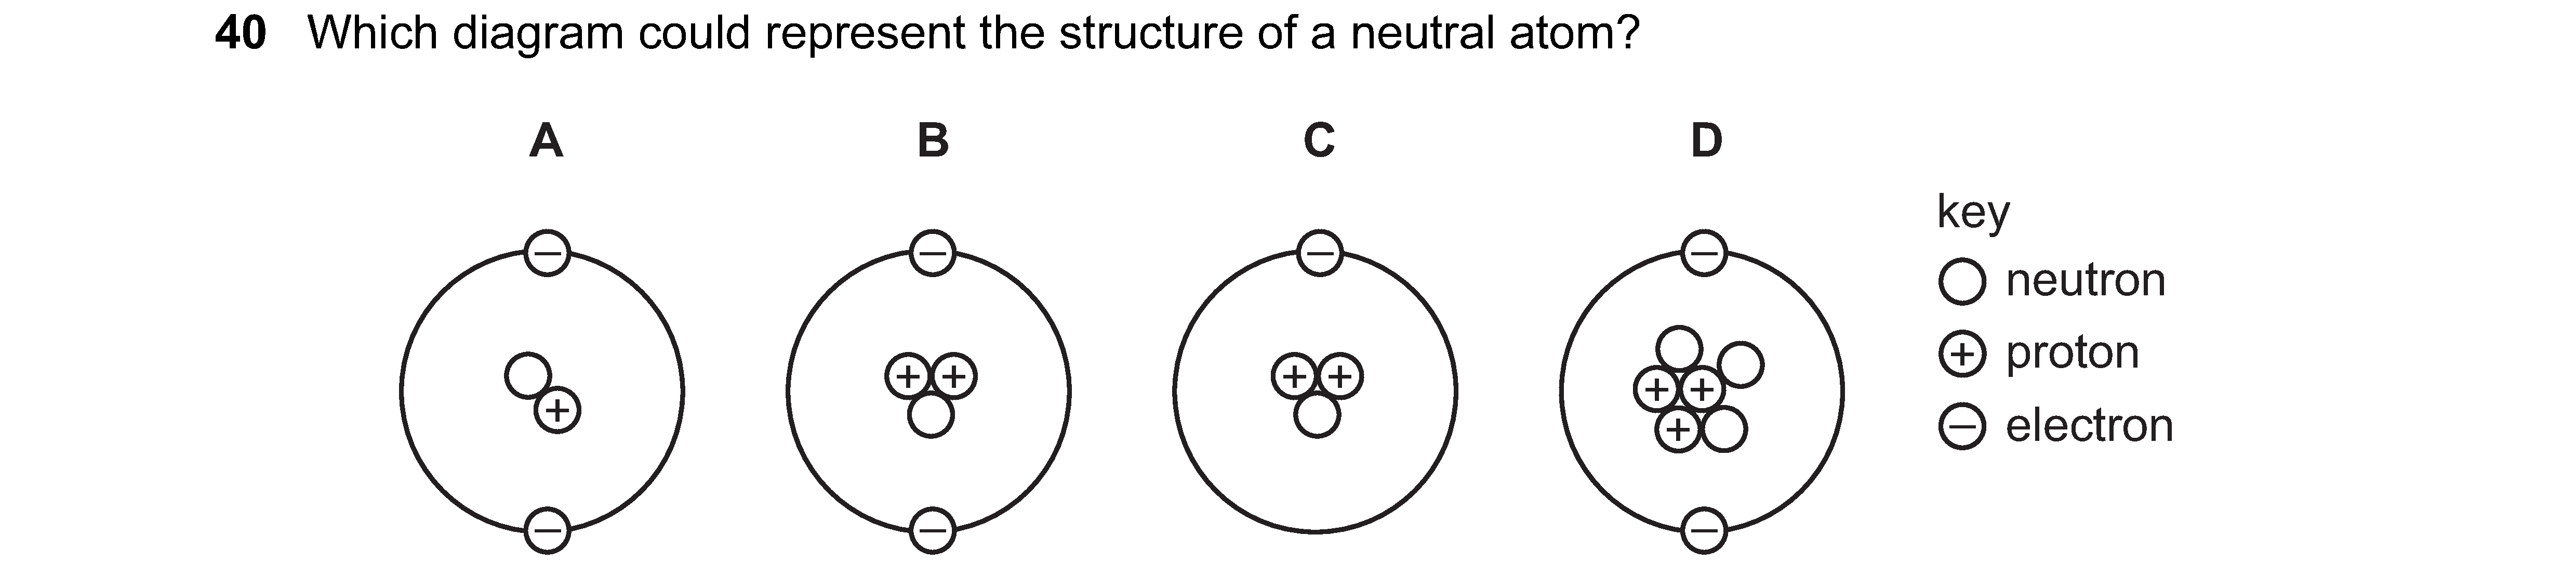 40 Which diagram could represent the structure of a neutral atom?
A B C D
key
neutron
+ proton
− electron
− − − −
+
+ +
+ +
+ +
+
− − −